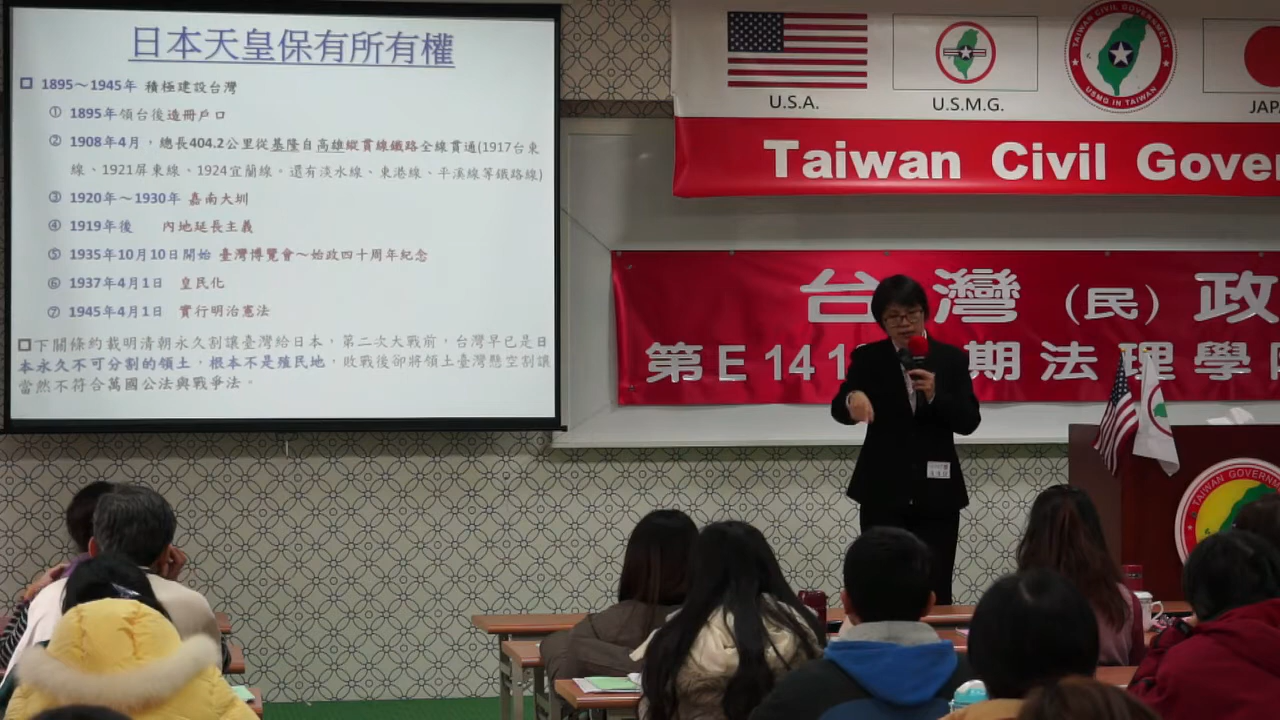 日本天皇保有所有權
1895～1945年 積極建設台灣
① 1895年領台後造冊戶口
② 1908年4月，總長404.2公里從基隆自高雄縱貫線鐵路全線貫通(1917台東
線、1921屏東線、1924宜蘭線。還有淡水線、東港線、平溪線等鐵路線)
③ 1920年～1930年 嘉南大圳
④ 1919年後 內地延長主義
⑤ 1935年10月10日開始 臺灣博覽會～始政四十周年紀念
⑥ 1937年4月1日 皇民化
⑦ 1945年4月1日 實行明治憲法
下關條約載明清朝永久割讓臺灣給日本，第二次大戰前，台灣早已是日
本永久不可分割的領土，根本不是殖民地，敗戰後卻將領土臺灣懸空割讓
當然不符合萬國公法與戰爭法。
U.S.A.
U.S.M.G.
TAIWAN CIVIL GOVERNMENT
USMG IN TAIWAN
JAPA
Taiwan Civil Gover
台灣（民）政
第E141 期法理學
TAIWAN GOVERNMEN